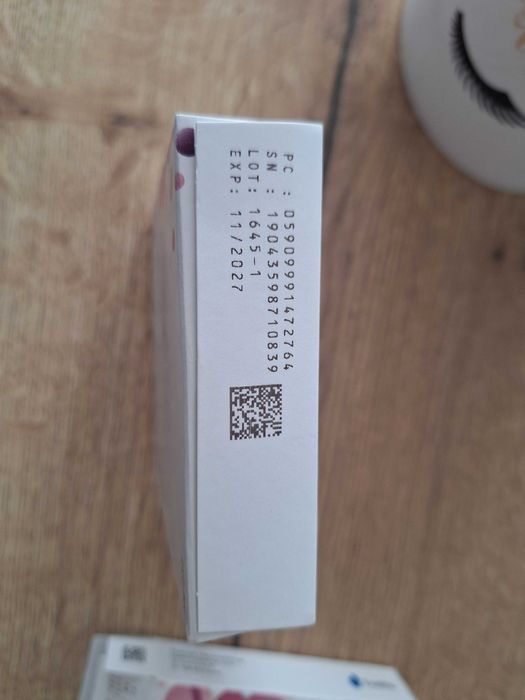 PC : 05909991472764
SN : 19043598710839
LOT: 1645-1
EXP: 11/2027